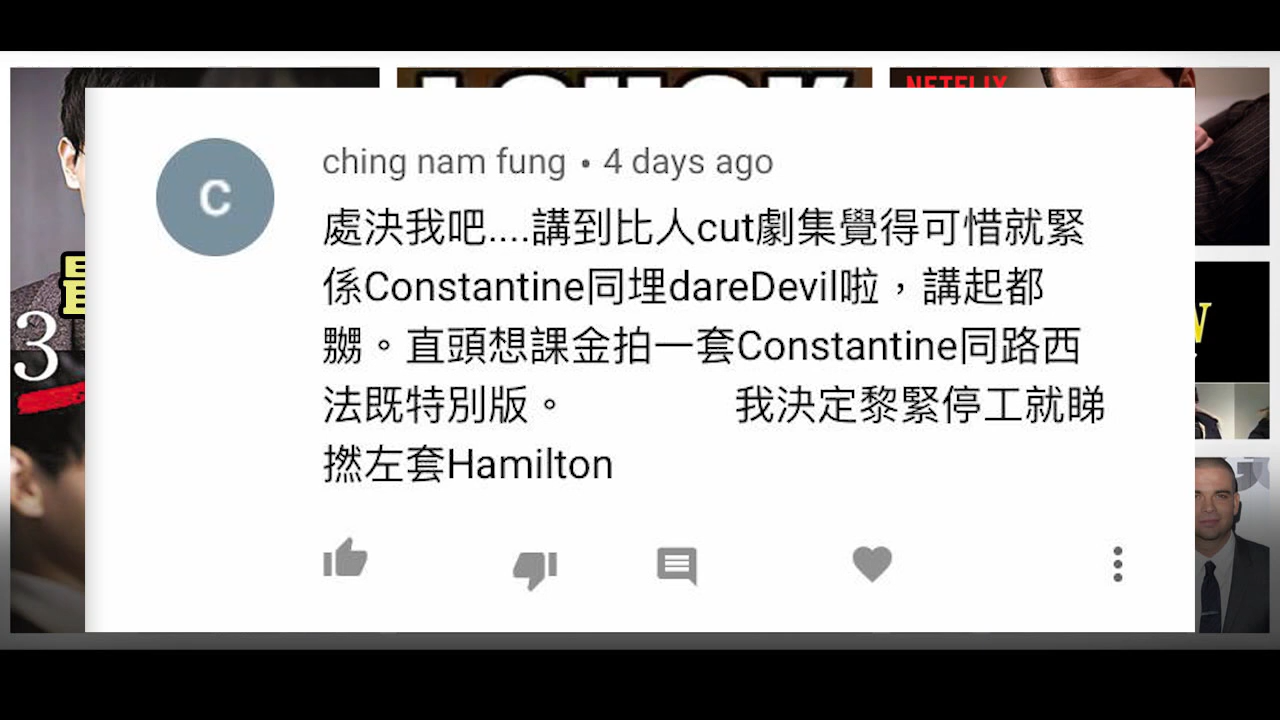 NETFLIX
ching nam fung • 4 days ago
C
處決我吧....講到比人cut劇集覺得可惜就緊
係Constantine同埋dareDevil啦，講起都
嬲。直頭想課金拍一套Constantine同路西
法既特別版。 我決定黎緊停工就睇
撚左套Hamilton
3